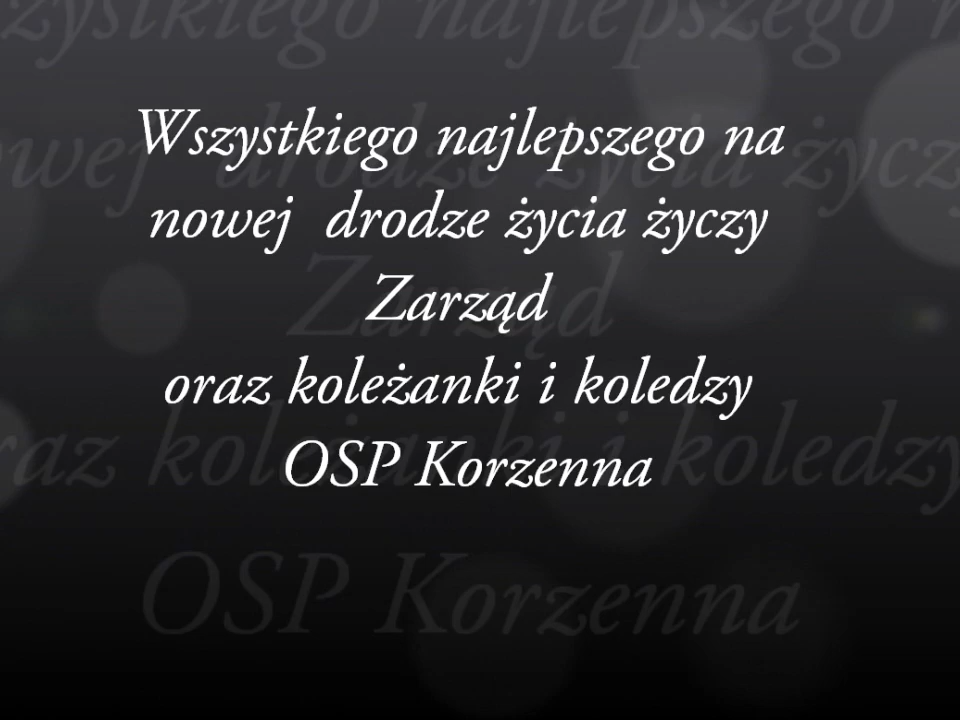 Wszystkiego najlepszego na
nowej drodze życia życzy
Zarząd
oraz koleżanki i koledzy
OSP Korzenna